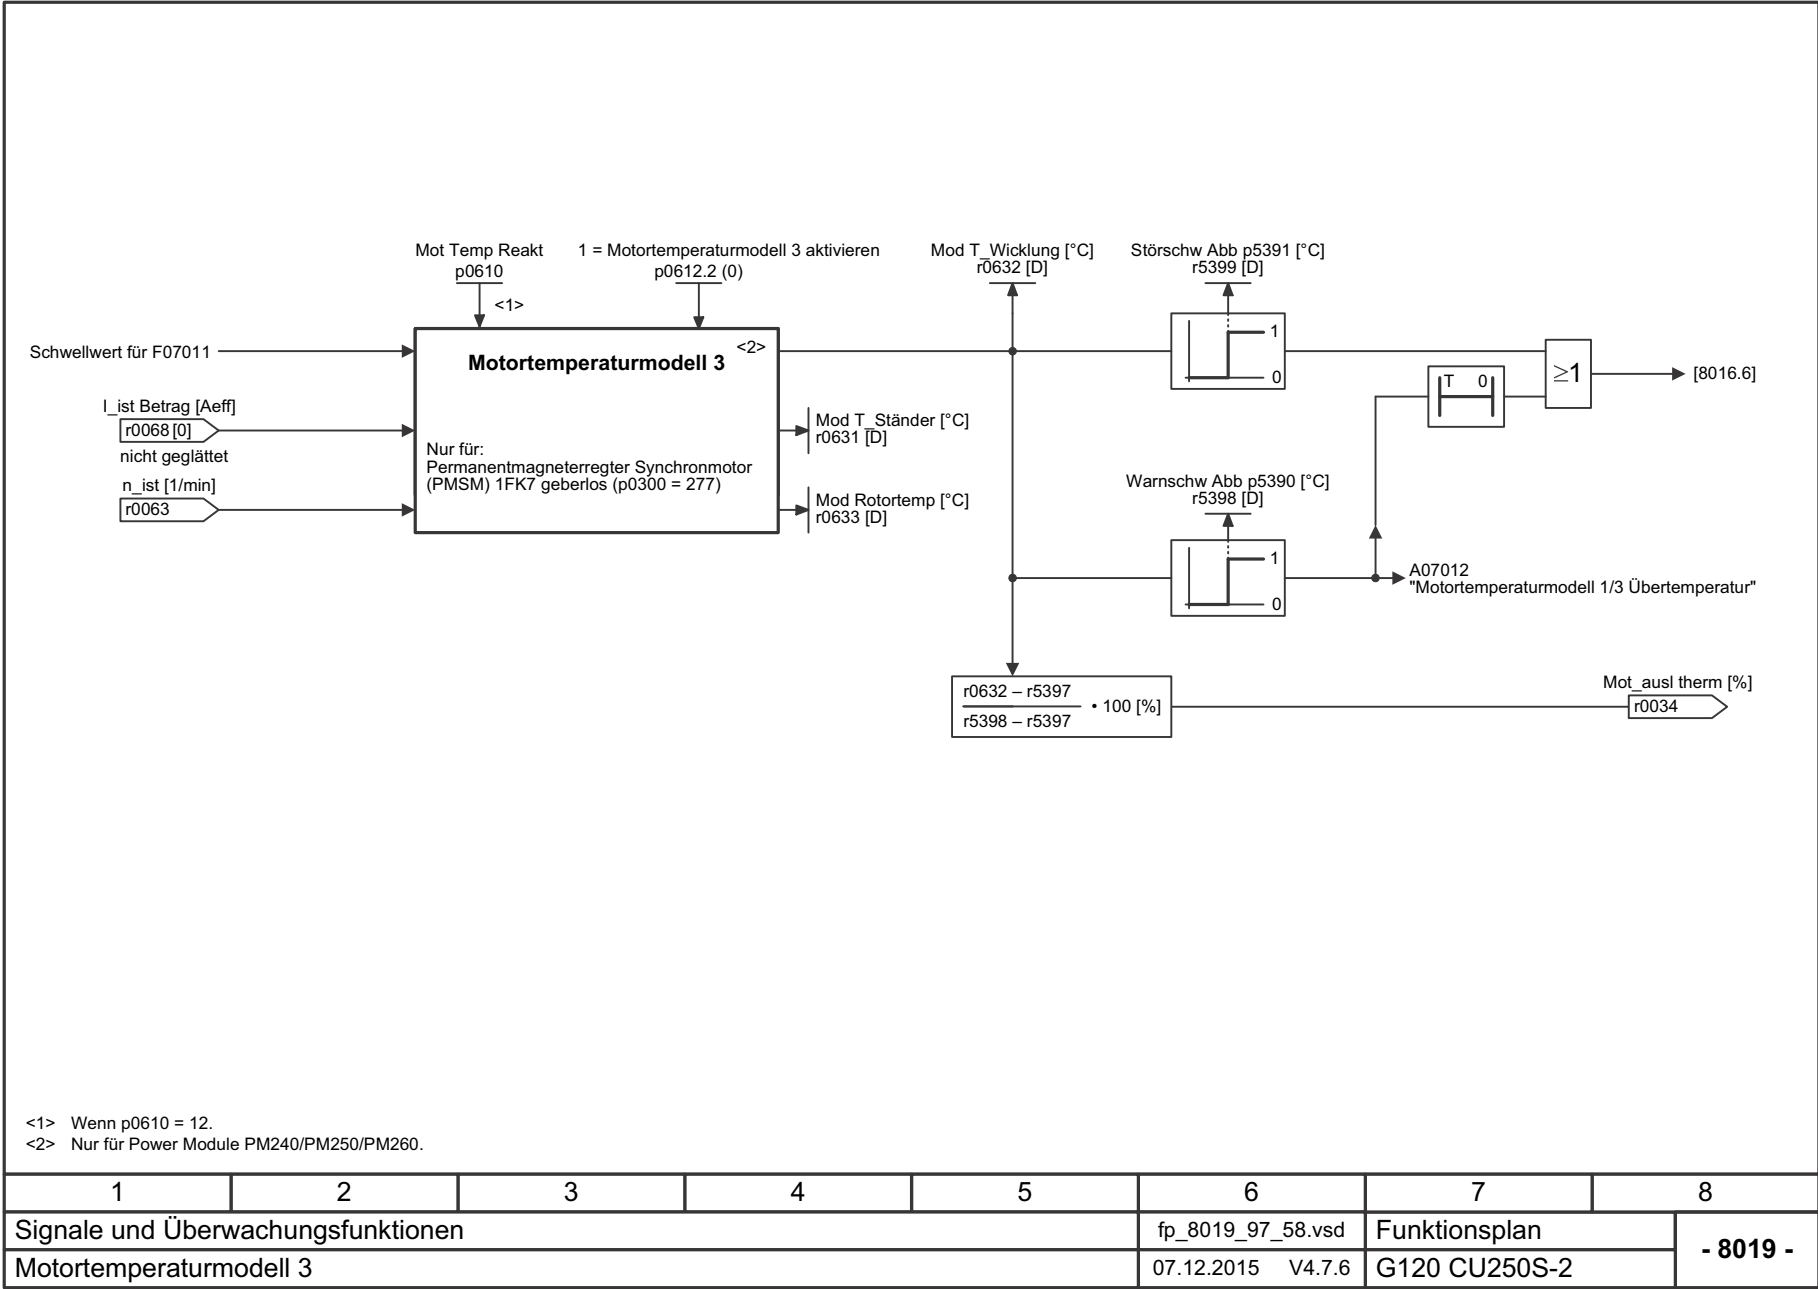 Mot Temp Reakt
p0610
<1>
1 = Motortemperaturmodell 3 aktivieren
p0612.2 (0)
Mod T_Wicklung [°C]
r0632 [D]
Störschw Abb p5391 [°C]
r5399 [D]
Schwellwert für F07011
I_ist Betrag [Aeff]
r0068 [0]
nicht geglättet
n_ist [1/min]
r0063
<2>
Motortemperaturmodell 3
Nur für:
Permanentmagneterregter Synchronmotor
(PMSM) 1FK7 geberlos (p0300 = 277)
Mod T_Ständer [°C]
r0631 [D]
Mod Rotortemp [°C]
r0633 [D]
1
0
T 0
≥1
[8016.6]
Warnschw Abb p5390 [°C]
r5398 [D]
1
0
A07012
"Motortemperaturmodell 1/3 Übertemperatur"
r0632 – r5397
r5398 – r5397
• 100 [%]
Mot_ausl therm [%]
r0034
<1> Wenn p0610 = 12.
<2> Nur für Power Module PM240/PM250/PM260.
1 2 3 4 5 6 7 8
Signale und Überwachungsfunktionen
fp_8019_97_58.vsd
Funktionsplan
- 8019 -
Motortemperaturmodell 3
07.12.2015 V4.7.6
G120 CU250S-2